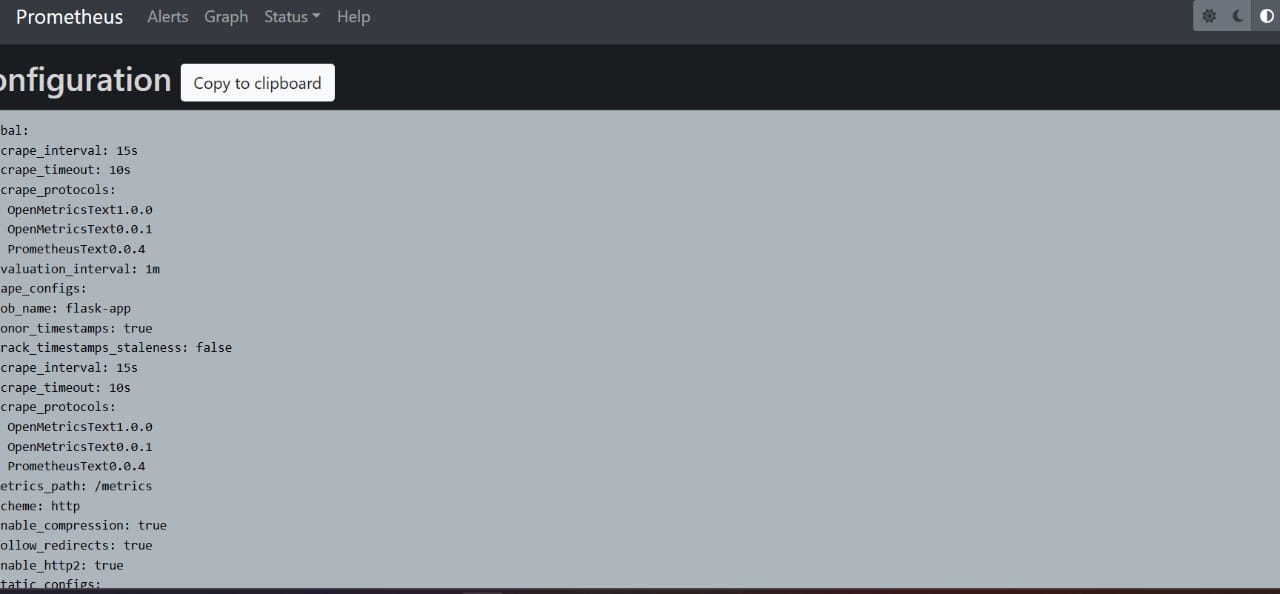 Prometheus Alerts Graph Status Help
onfiguration Copy to clipboard
bal:
crape_interval: 15s
crape_timeout: 10s
crape_protocols:
OpenMetricsText1.0.0
OpenMetricsText0.0.1
PrometheusText0.0.4
valuation_interval: 1m
ape_configs:
ob_name: flask-app
onor_timestamps: true
rack_timestamps_staleness: false
crape_interval: 15s
crape_timeout: 10s
crape_protocols:
OpenMetricsText1.0.0
OpenMetricsText0.0.1
PrometheusText0.0.4
etrics_path: /metrics
cheme: http
nable_compression: true
ollow_redirects: true
nable_http2: true
tatic_configs: